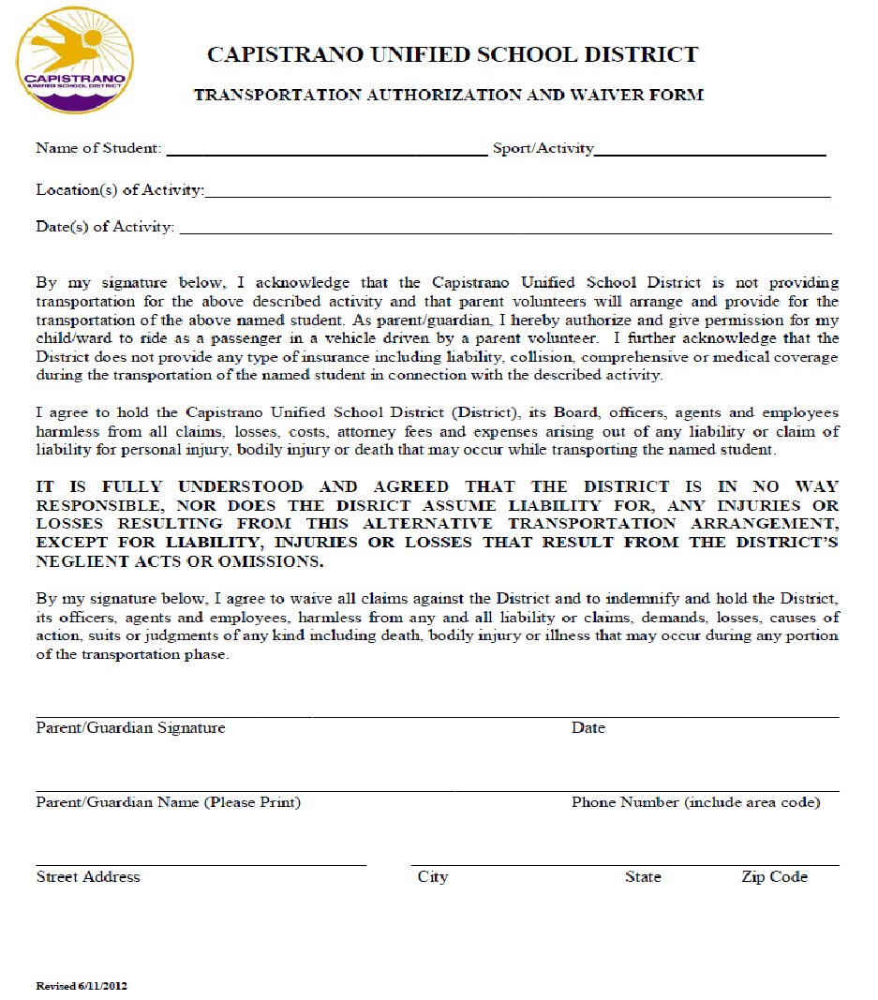 CAPISTRANO
UNIFIED SCHOOL DISTRICT
CAPISTRANO UNIFIED SCHOOL DISTRICT
TRANSPORTATION AUTHORIZATION AND WAIVER FORM
Name of Student: Sport/Activity
Location(s) of Activity:
Date(s) of Activity:
By my signature below, I acknowledge that the Capistrano Unified School District is not providing
transportation for the above described activity and that parent volunteers will arrange and provide for the
transportation of the above named student. As parent/guardian, I hereby authorize and give permission for my
child/ward to ride as a passenger in a vehicle driven by a parent volunteer. I further acknowledge that the
District does not provide any type of insurance including liability, collision, comprehensive or medical coverage
during the transportation of the named student in connection with the described activity.
I agree to hold the Capistrano Unified School District (District), its Board, officers, agents and employees
harmless from all claims, losses, costs, attorney fees and expenses arising out of any liability or claim of
liability for personal injury, bodily injury or death that may occur while transporting the named student.
IT IS FULLY UNDERSTOOD AND AGREED THAT THE DISTRICT IS IN NO WAY
RESPONSIBLE, NOR DOES THE DISRICT ASSUME LIABILITY FOR, ANY INJURIES OR
LOSSES RESULTING FROM THIS ALTERNATIVE TRANSPORTATION ARRANGEMENT,
EXCEPT FOR LIABILITY, INJURIES OR LOSSES THAT RESULT FROM THE DISTRICT'S
NEGLIENT ACTS OR OMISSIONS.
By my signature below, I agree to waive all claims against the District and to indemnify and hold the District,
its officers, agents and employees, harmless from any and all liability or claims, demands, losses, causes of
action, suits or judgments of any kind including death, bodily injury or illness that may occur during any portion
of the transportation phase.
Parent/Guardian Signature Date
Parent/Guardian Name (Please Print) Phone Number (include area code)
Street Address City State Zip Code
Revised 6/11/2012